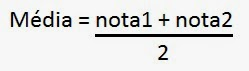 Média = nota1 + nota2
2